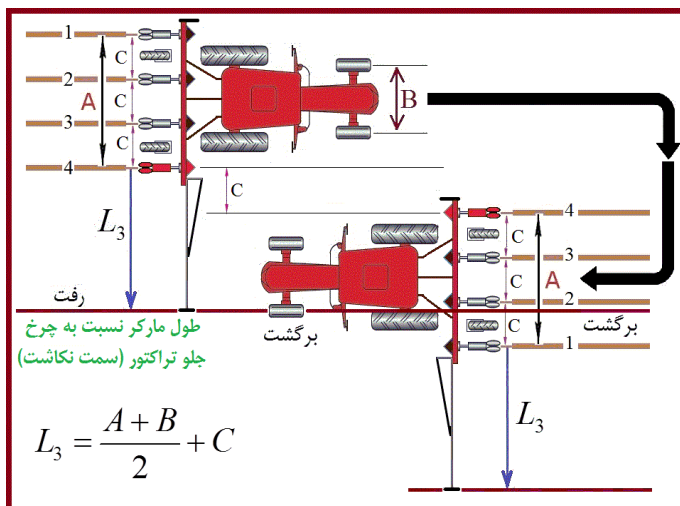 1
2
3
4
A
C
C
C
B
C
L₃
رفت
طول مارکر نسبت به چرخ
جلو تراکتور (سمت نکاشت)
برگشت
4
3
2
1
C
C
C
A
برگشت
L₃
L₃ = (A + B) / 2 + C